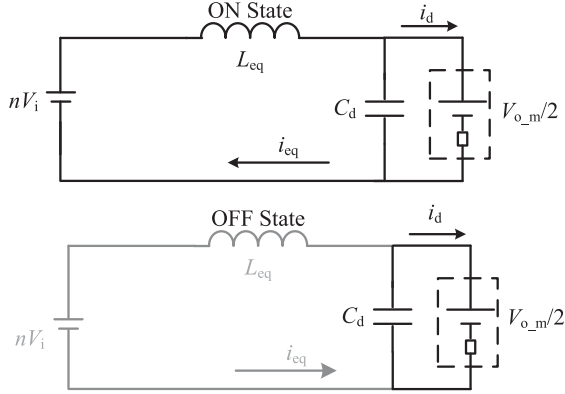 ON State
i_d
L_eq
nV_i
C_d
V_o_m/2
i_eq
OFF State
i_d
L_eq
C_d
V_o_m/2
nV_i
i_eq